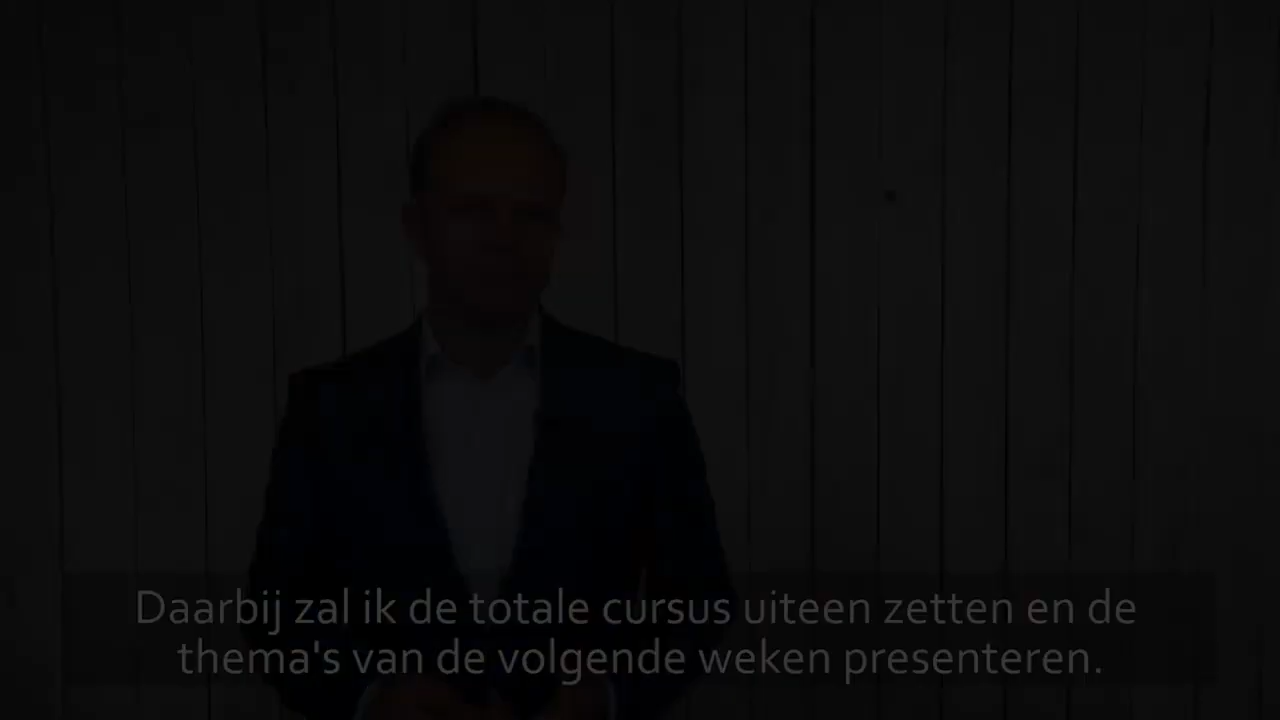 Daarbij zal ik de totale cursus uiteen zetten en de
thema's van de volgende weken presenteren.